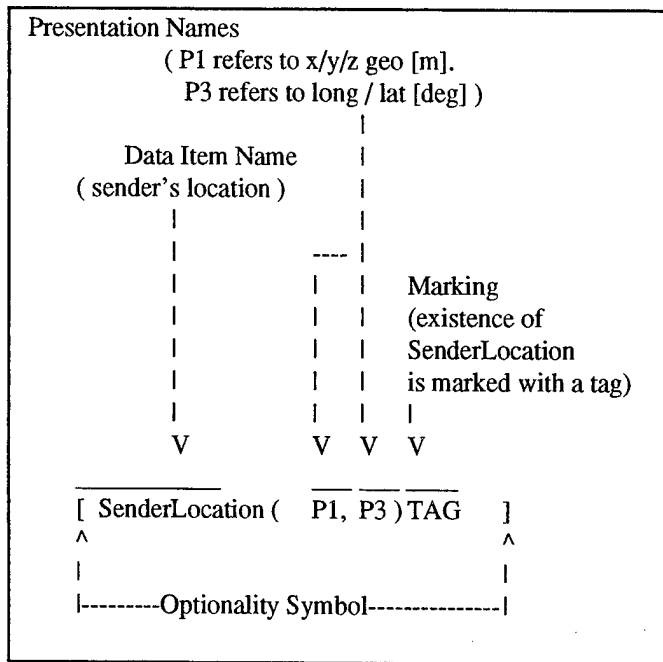 Presentation Names
( P1 refers to x/y/z geo [m].
P3 refers to long / lat [deg] )
Data Item Name
( sender's location )
Marking
(existence of
SenderLocation
is marked with a tag)
V V V V
[ SenderLocation ( P1, P3 ) TAG ]
^ ^
|---------Optionality Symbol---------------|